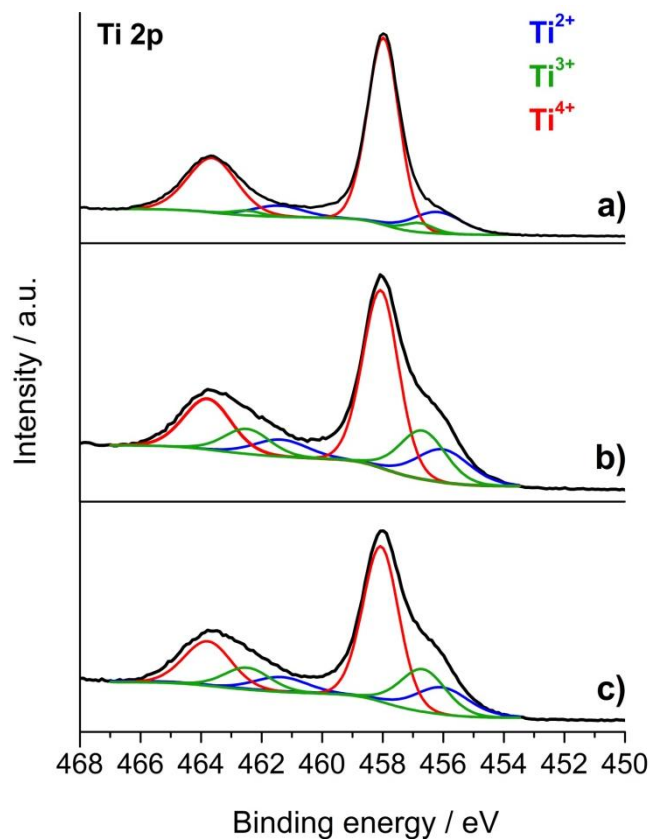 Ti 2p
Ti²⁺
Ti³⁺
Ti⁴⁺
a)
b)
c)
Intensity / a.u.
468 466 464 462 460 458 456 454 452 450
Binding energy / eV